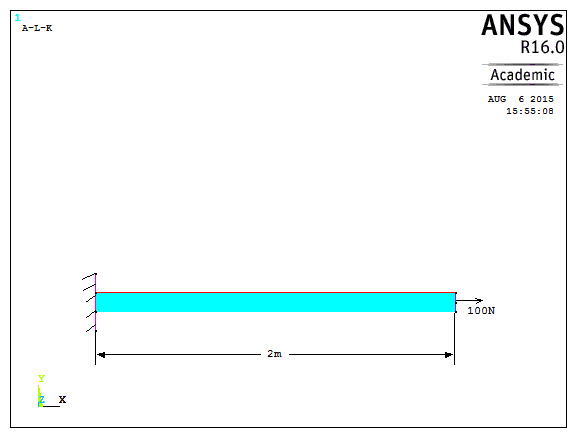 1
A-L-K
ANSYS
R16.0
Academic
AUG 6 2015
15:55:08
100N
2m
Y
Z X